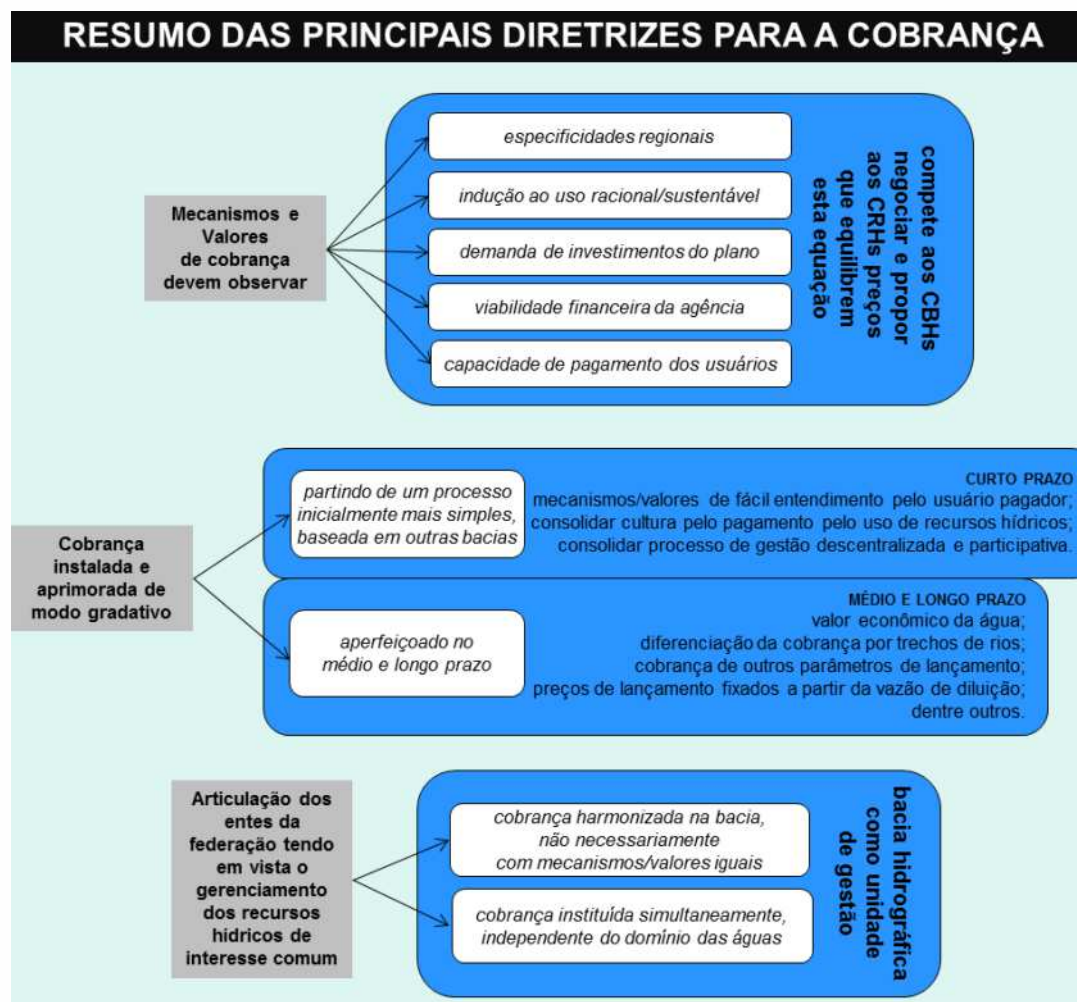 RESUMO DAS PRINCIPAIS DIRETRIZES PARA A COBRANÇA
Mecanismos e
Valores
de cobrança
devem observar
especificidades regionais
indução ao uso racional/sustentável
demanda de investimentos do plano
viabilidade financeira da agência
capacidade de pagamento dos usuários
compete aos CBHs
negociar e propor
aos CRHs preços
que equilibrem
esta equação
Cobrança
instalada e
aprimorada de
modo gradativo
partindo de um processo
inicialmente mais simples,
baseada em outras bacias
CURTO PRAZO
mecanismos/valores de fácil entendimento pelo usuário pagador;
consolidar cultura pelo pagamento pelo uso de recursos hídricos;
consolidar processo de gestão descentralizada e participativa.
aperfeiçoado no
médio e longo prazo
MÉDIO E LONGO PRAZO
valor econômico da água;
diferenciação da cobrança por trechos de rios;
cobrança de outros parâmetros de lançamento;
preços de lançamento fixados a partir da vazão de diluição;
dentre outros.
Articulação dos
entes da
federação tendo
em vista o
gerenciamento
dos recursos
hídricos de
interesse comum
cobrança harmonizada na bacia,
não necessariamente
com mecanismos/valores iguais
cobrança instituída simultaneamente,
independente do domínio das águas
bacia hidrográfica
como unidade
de gestão